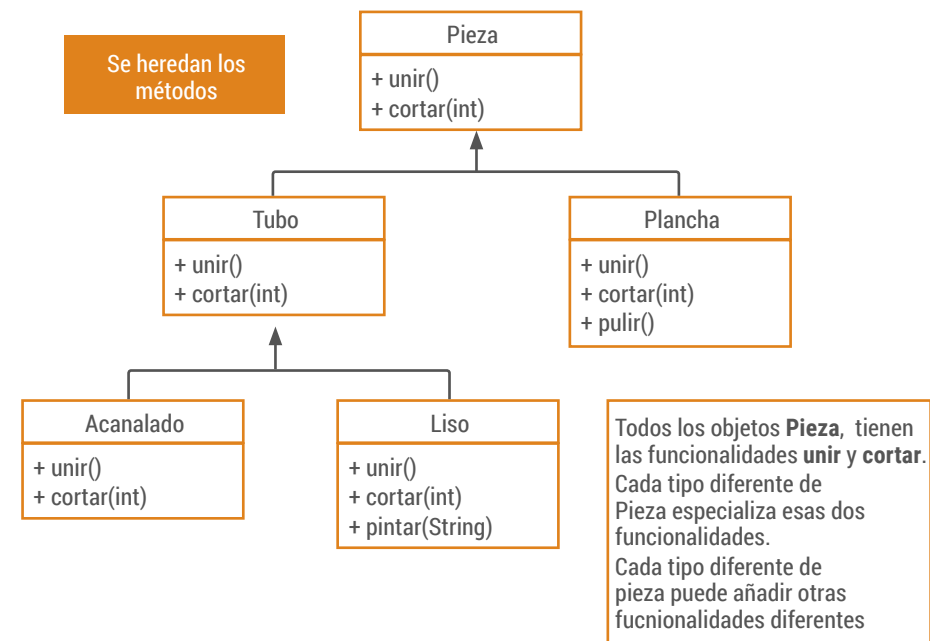 Se heredan los
métodos
Pieza
+ unir()
+ cortar(int)
Tubo
+ unir()
+ cortar(int)
Plancha
+ unir()
+ cortar(int)
+ pulir()
Acanalado
+ unir()
+ cortar(int)
Liso
+ unir()
+ cortar(int)
+ pintar(String)
Todos los objetos Pieza, tienen
las funcionalidades unir y cortar.
Cada tipo diferente de
Pieza especializa esas dos
funcionalidades.
Cada tipo diferente de
pieza puede añadir otras
fucnionalidades diferentes